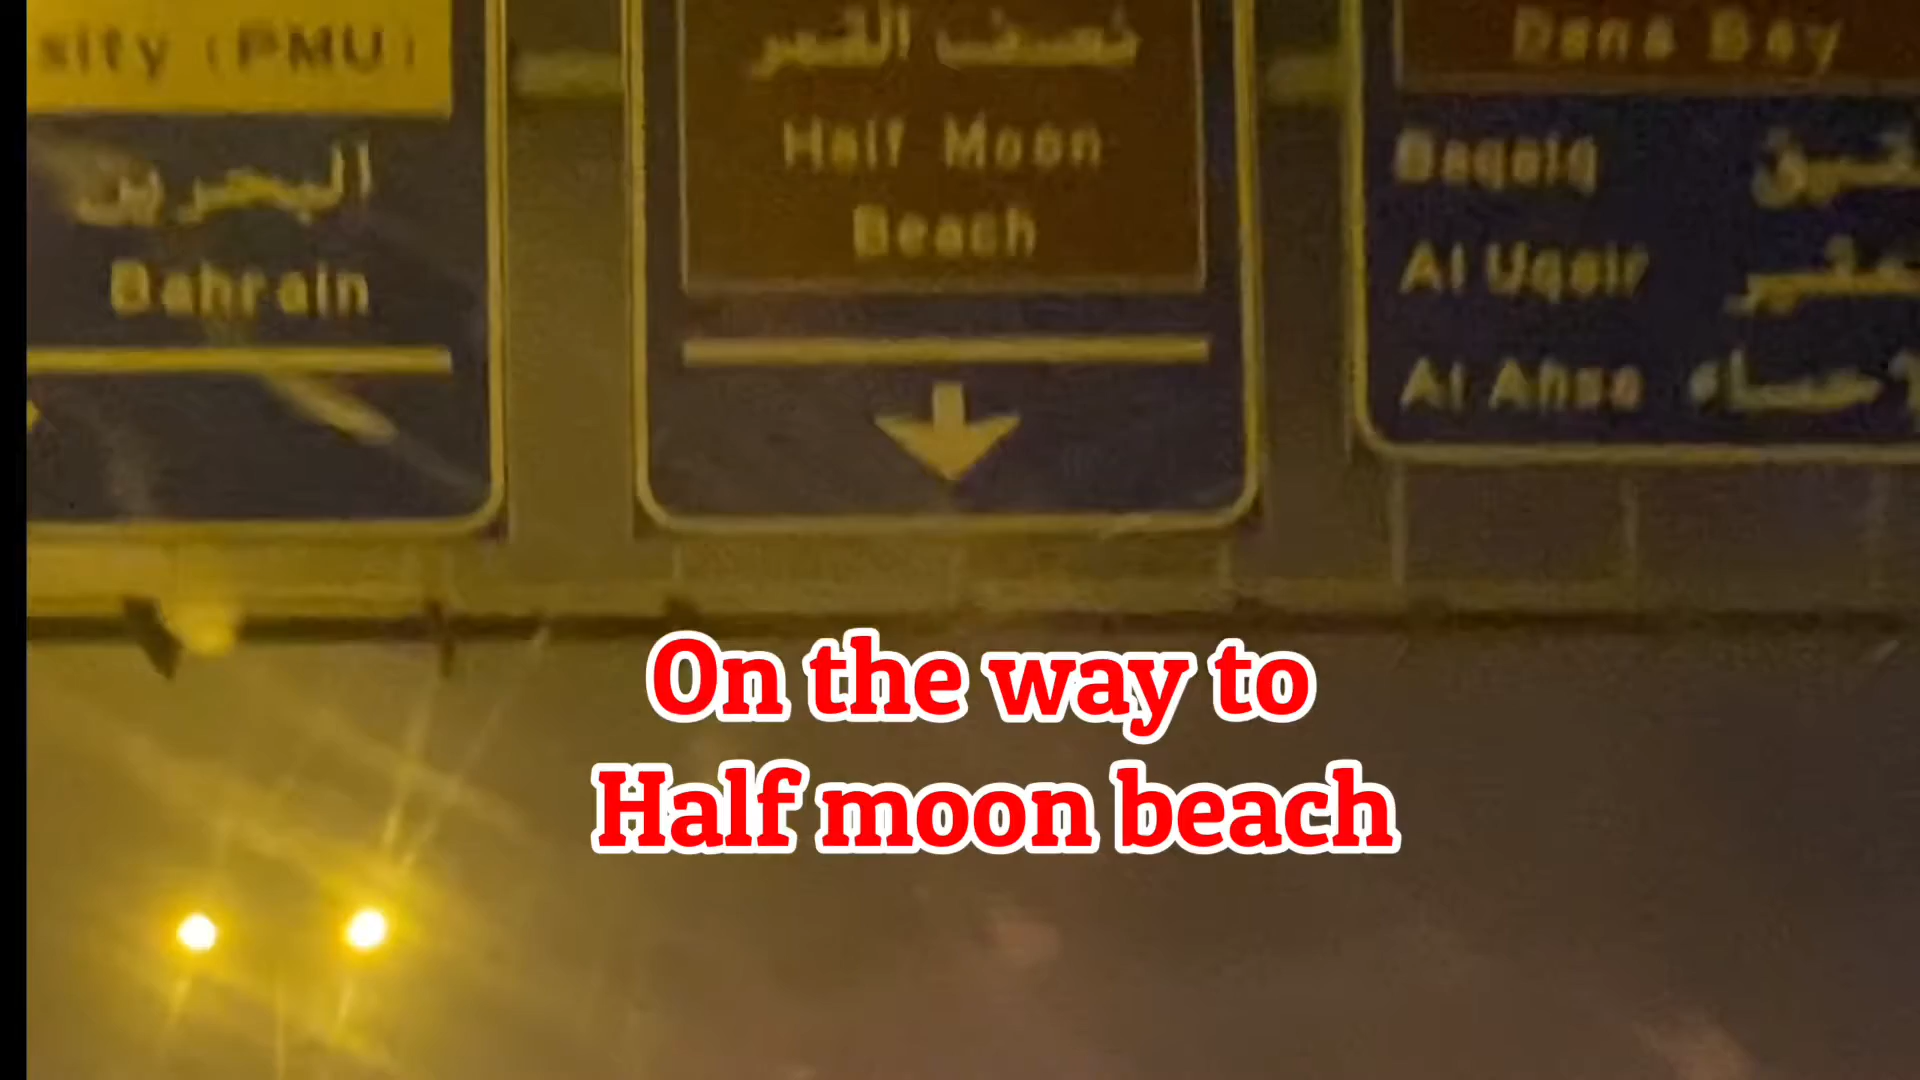 sity (PMU)
البحرين
Bahrain
نصف القمر
Half Moon
Beach
Dana Bay
Baqaiq
Al Uqair
Al Ahsa
On the way to
Half moon beach